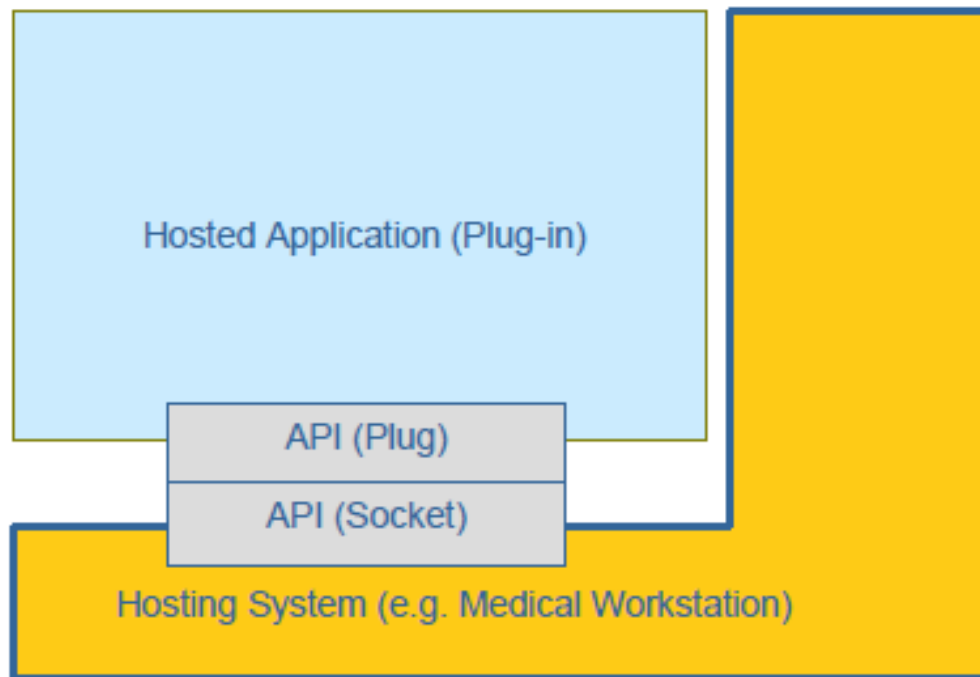 Hosted Application (Plug-in)
API (Plug)
API (Socket)
Hosting System (e.g. Medical Workstation)